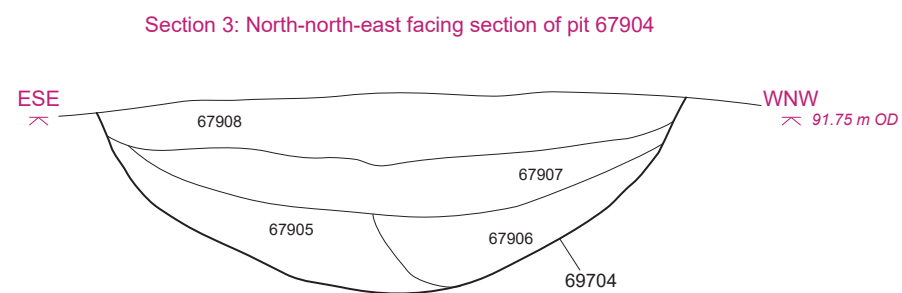 Section 3: North-north-east facing section of pit 67904
ESE
WNW
91.75 m OD
67908
67907
67905
67906
69704